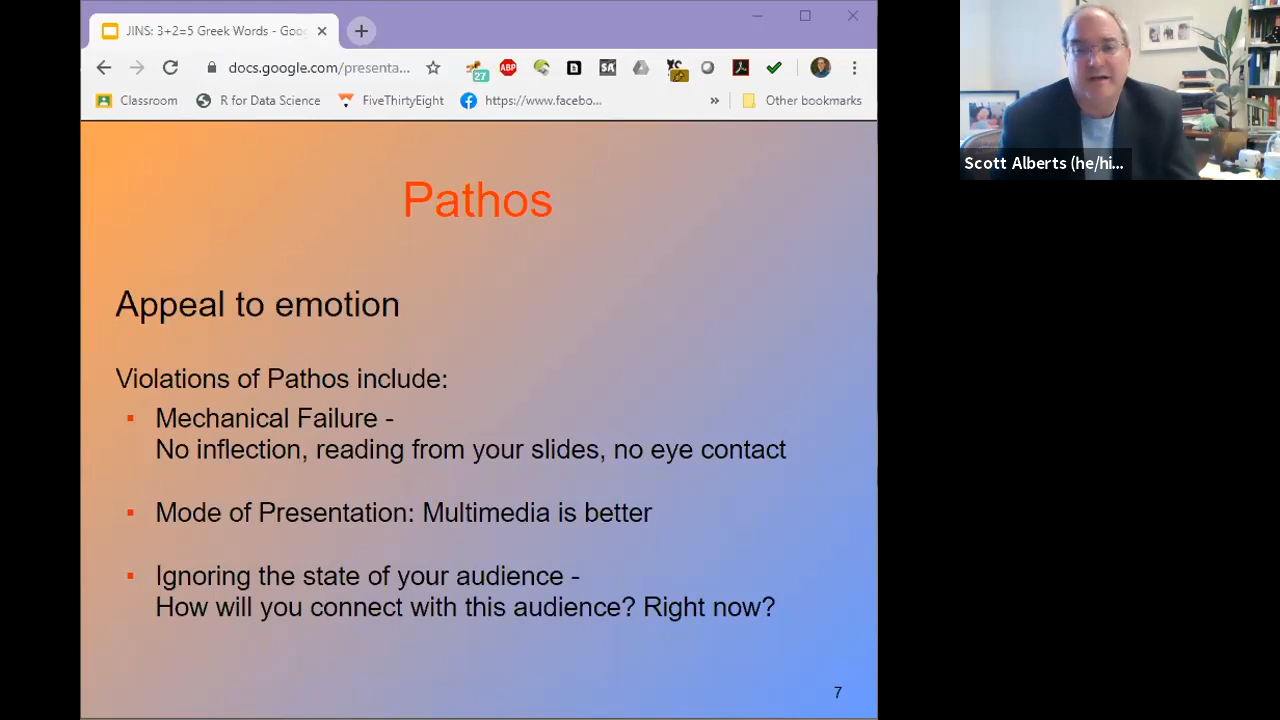 JINS: 3+2=5 Greek Words - Goo
docs.google.com/presenta...
27
ABP
Classroom
R for Data Science
FiveThirtyEight
https://www.facebo...
»
Other bookmarks
Pathos
Appeal to emotion
Violations of Pathos include:
▪ Mechanical Failure -
No inflection, reading from your slides, no eye contact
▪ Mode of Presentation: Multimedia is better
▪ Ignoring the state of your audience -
How will you connect with this audience? Right now?
7
Scott Alberts (he/hi...